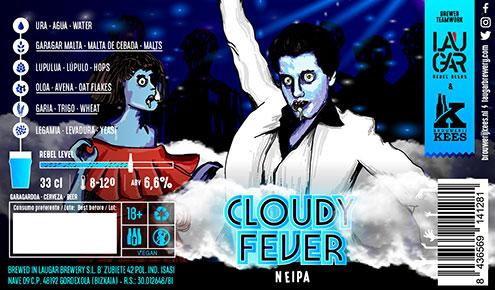 URA - AGUA - WATER
GARAGAR MALTA - MALTA DE CEBADA - MALTS
LUPULUA - LÚPULO - HOPS
OLOA - AVENA - OAT FLAKES
GARIA - TRIGO - WHEAT
LEGAMIA - LEVADURA - YEAST
REBEL LEVEL
33 cl
8-120
ABV 6,6%
GARAGARDOA - CERVEZA - BEER
Consumo preferente / Lote: Best before / Lot:
18+
VEGAN
BREWED IN LAUGAR BREWERY S.L. Bº ZUBIETE 42 POL. IND. ISASI
NAVE 09 C.P. 48192 GORDEXOLA (BIZKAIA) - R.S.: 30.012648/BI
CLOUDY
FEVER
NEIPA
BREWED
TEAMWORK
LAUGAR
REBEL BEERS
&
BROUWERIJ
KEES
brouwerijkees.nl laugarbrewery.com
8 436569 141281